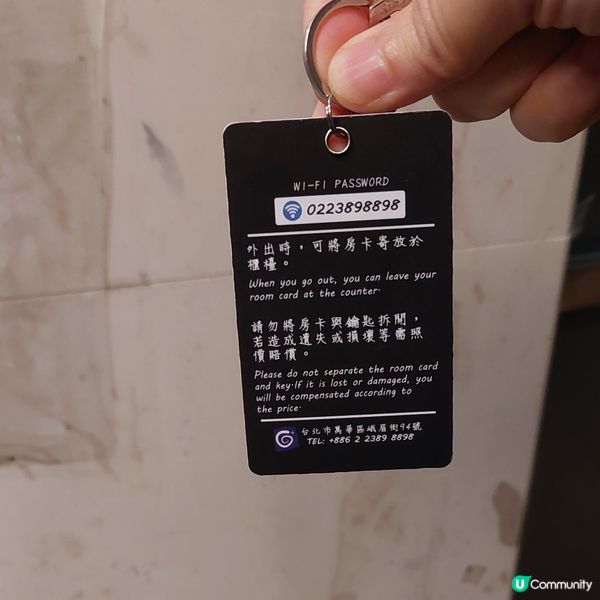 WI-FI PASSWORD
0223898898
外出時，可將房卡寄放於
櫃檯。
When you go out, you can leave your
room card at the counter.
請勿將房卡與鑰匙拆開，
若造成遺失或損壞等需照
價賠償。
Please do not separate the room card
and key.If it is lost or damaged, you
will be compensated according to
the price.
台北市萬華區峨眉街94號
TEL: +886 2 2389 8898
U Community